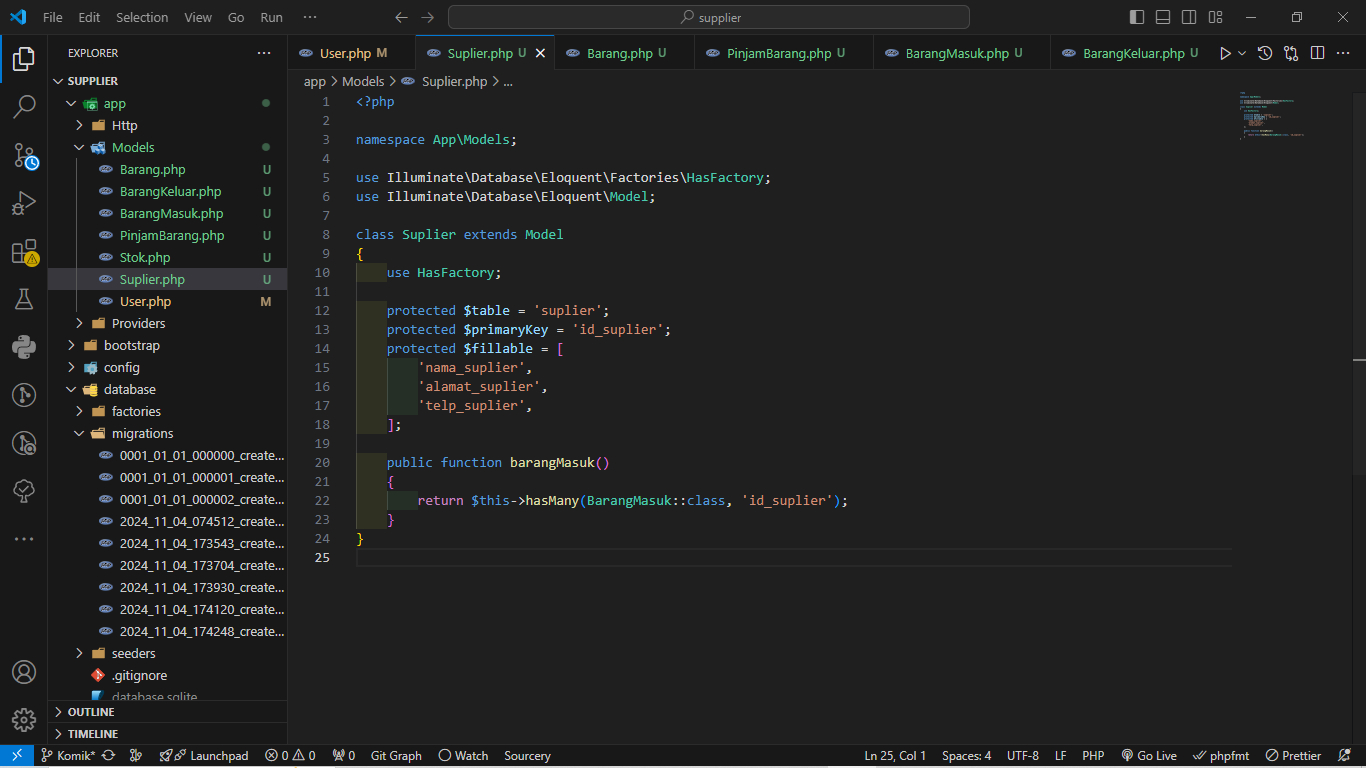 File Edit Selection View Go Run ···
supplier
EXPLORER ···
SUPPLIER
app
Http
Models
Barang.php U
BarangKeluar.php U
BarangMasuk.php U
PinjamBarang.php U
Stok.php U
Suplier.php U
User.php M
Providers
bootstrap
config
database
factories
migrations
0001_01_01_000000_create...
0001_01_01_000001_create...
0001_01_01_000002_create...
2024_11_04_074512_create...
2024_11_04_173543_create...
2024_11_04_173704_create...
2024_11_04_173930_create...
2024_11_04_174120_create...
2024_11_04_174248_create...
seeders
.gitignore
database.sqlite
OUTLINE
TIMELINE
User.php M Suplier.php U Barang.php U PinjamBarang.php U BarangMasuk.php U BarangKeluar.php U
app > Models > Suplier.php > ...
1 <?php
2
3 namespace App\Models;
4
5 use Illuminate\Database\Eloquent\Factories\HasFactory;
6 use Illuminate\Database\Eloquent\Model;
7
8 class Suplier extends Model
9 {
10 use HasFactory;
11
12 protected $table = 'suplier';
13 protected $primaryKey = 'id_suplier';
14 protected $fillable = [
15 'nama_suplier',
16 'alamat_suplier',
17 'telp_suplier',
18 ];
19
20 public function barangMasuk()
21 {
22 return $this->hasMany(BarangMasuk::class, 'id_suplier');
23 }
24 }
25
Komik* Launchpad 0 0 0 Git Graph Watch Sourcery Ln 25, Col 1 Spaces: 4 UTF-8 LF PHP Go Live phpfmt Prettier